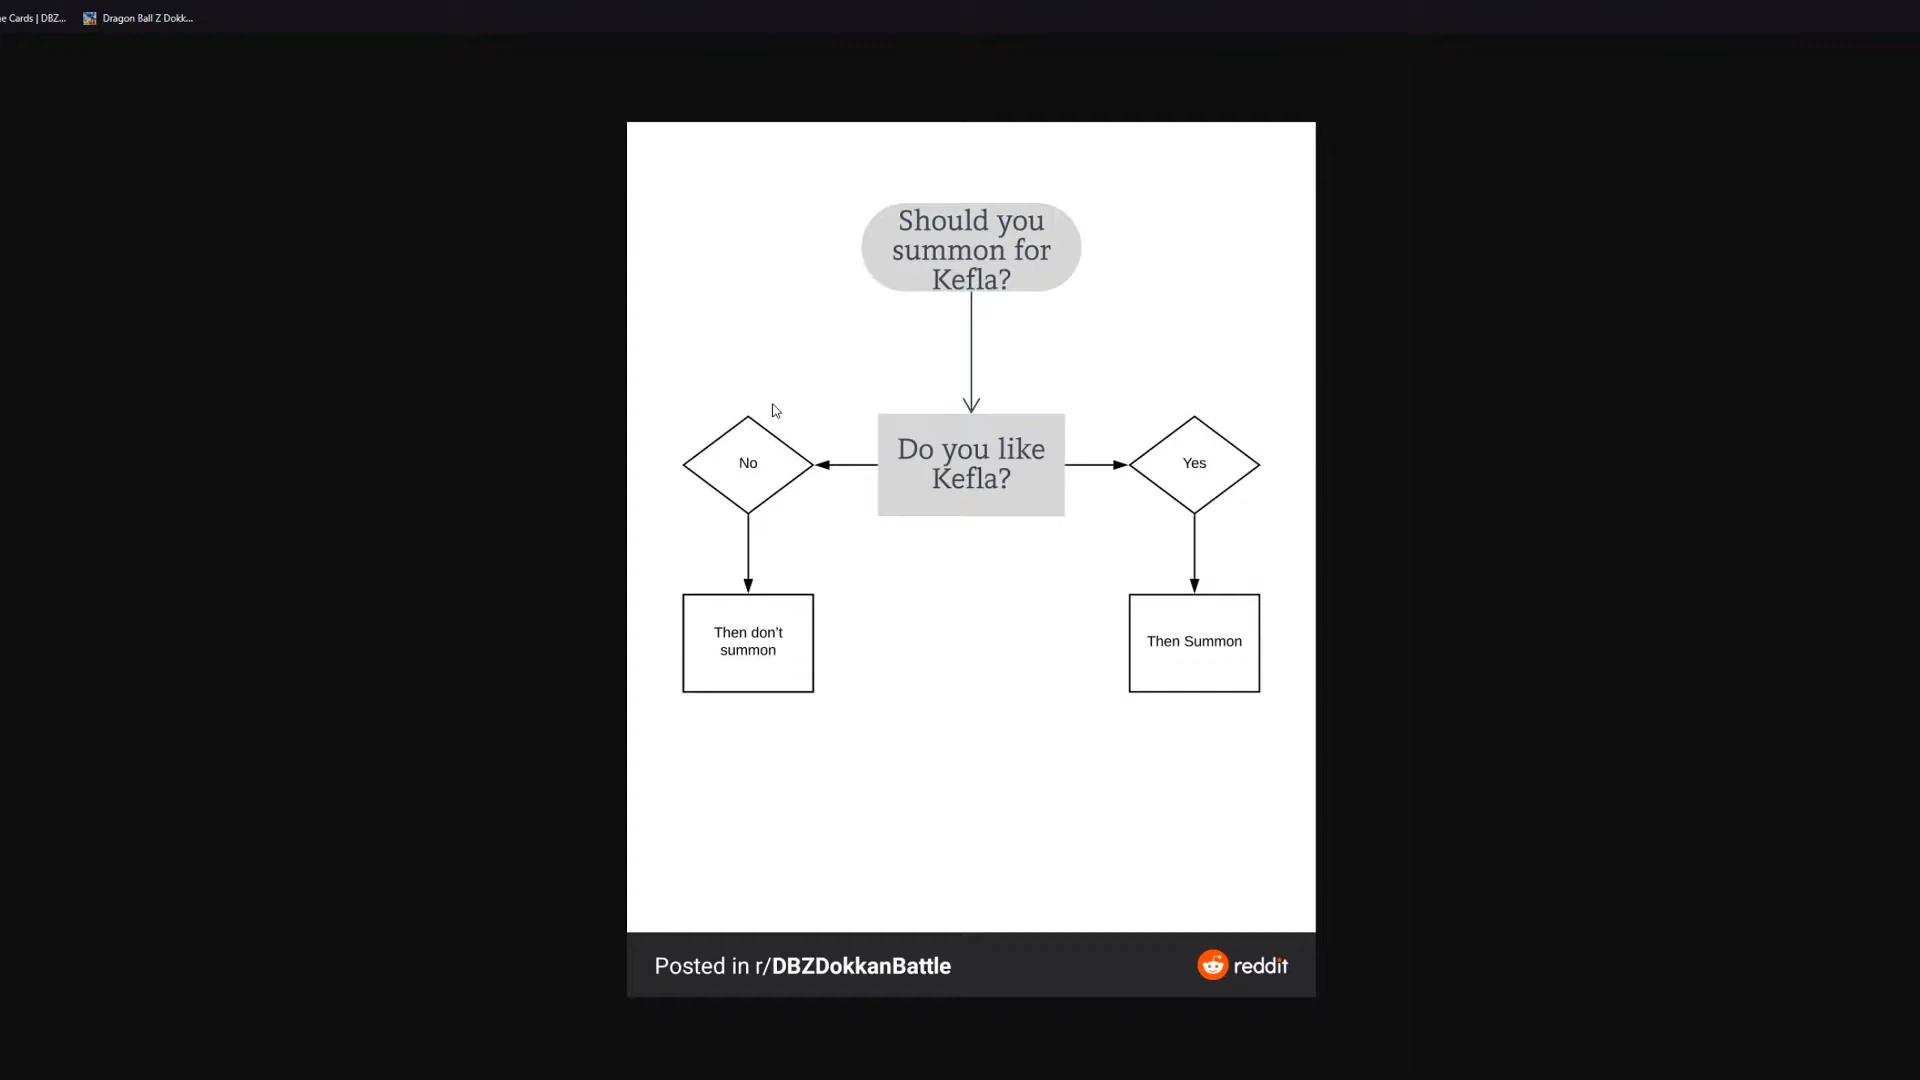 e Cards | DBZ...
Dragon Ball Z Dokk...
Should you
summon for
Kefla?
No
Do you like
Kefla?
Yes
Then don't
summon
Then Summon
Posted in r/DBZDokkanBattle
reddit